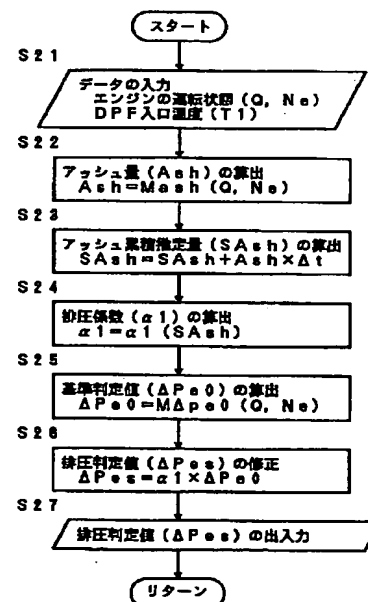 スタート
S21
データの入力
エンジンの運転状態(Q, Ne)
DPF入口温度(T1)
S22
アッシュ量(Ash)の算出
Ash=Mash(Q, Ne)
S23
アッシュ累積推定量(SAsh)の算出
SAsh=SAsh+Ash×Δt
S24
排圧係数(α1)の算出
α1=α1(SAsh)
S25
基準判定値(ΔPe0)の算出
ΔPe0=MΔpe0(Q, Ne)
S26
排圧判定値(ΔPes)の修正
ΔPes=α1×ΔPe0
S27
排圧判定値(ΔPes)の出入力
リターン